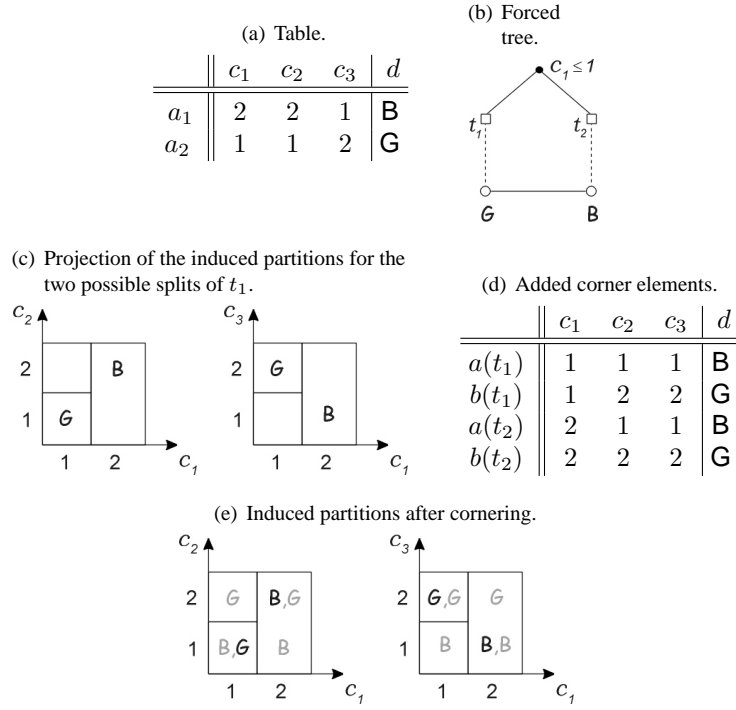 (a) Table.
c1 c2 c3 d
a1 2 2 1 B
a2 1 1 2 G
(b) Forced
tree.
c1 ≤ 1
t1 t2
G B
(c) Projection of the induced partitions for the
two possible splits of t1.
c2
2 B
1 G
1 2
c1
c3
2 G
1 B
1 2
c1
(d) Added corner elements.
c1 c2 c3 d
a(t1) 1 1 1 B
b(t1) 1 2 2 G
a(t2) 2 1 1 B
b(t2) 2 2 2 G
(e) Induced partitions after cornering.
c2
2 G B,G
1 B,G B
1 2
c1
c3
2 G,G G
1 B B,B
1 2
c1